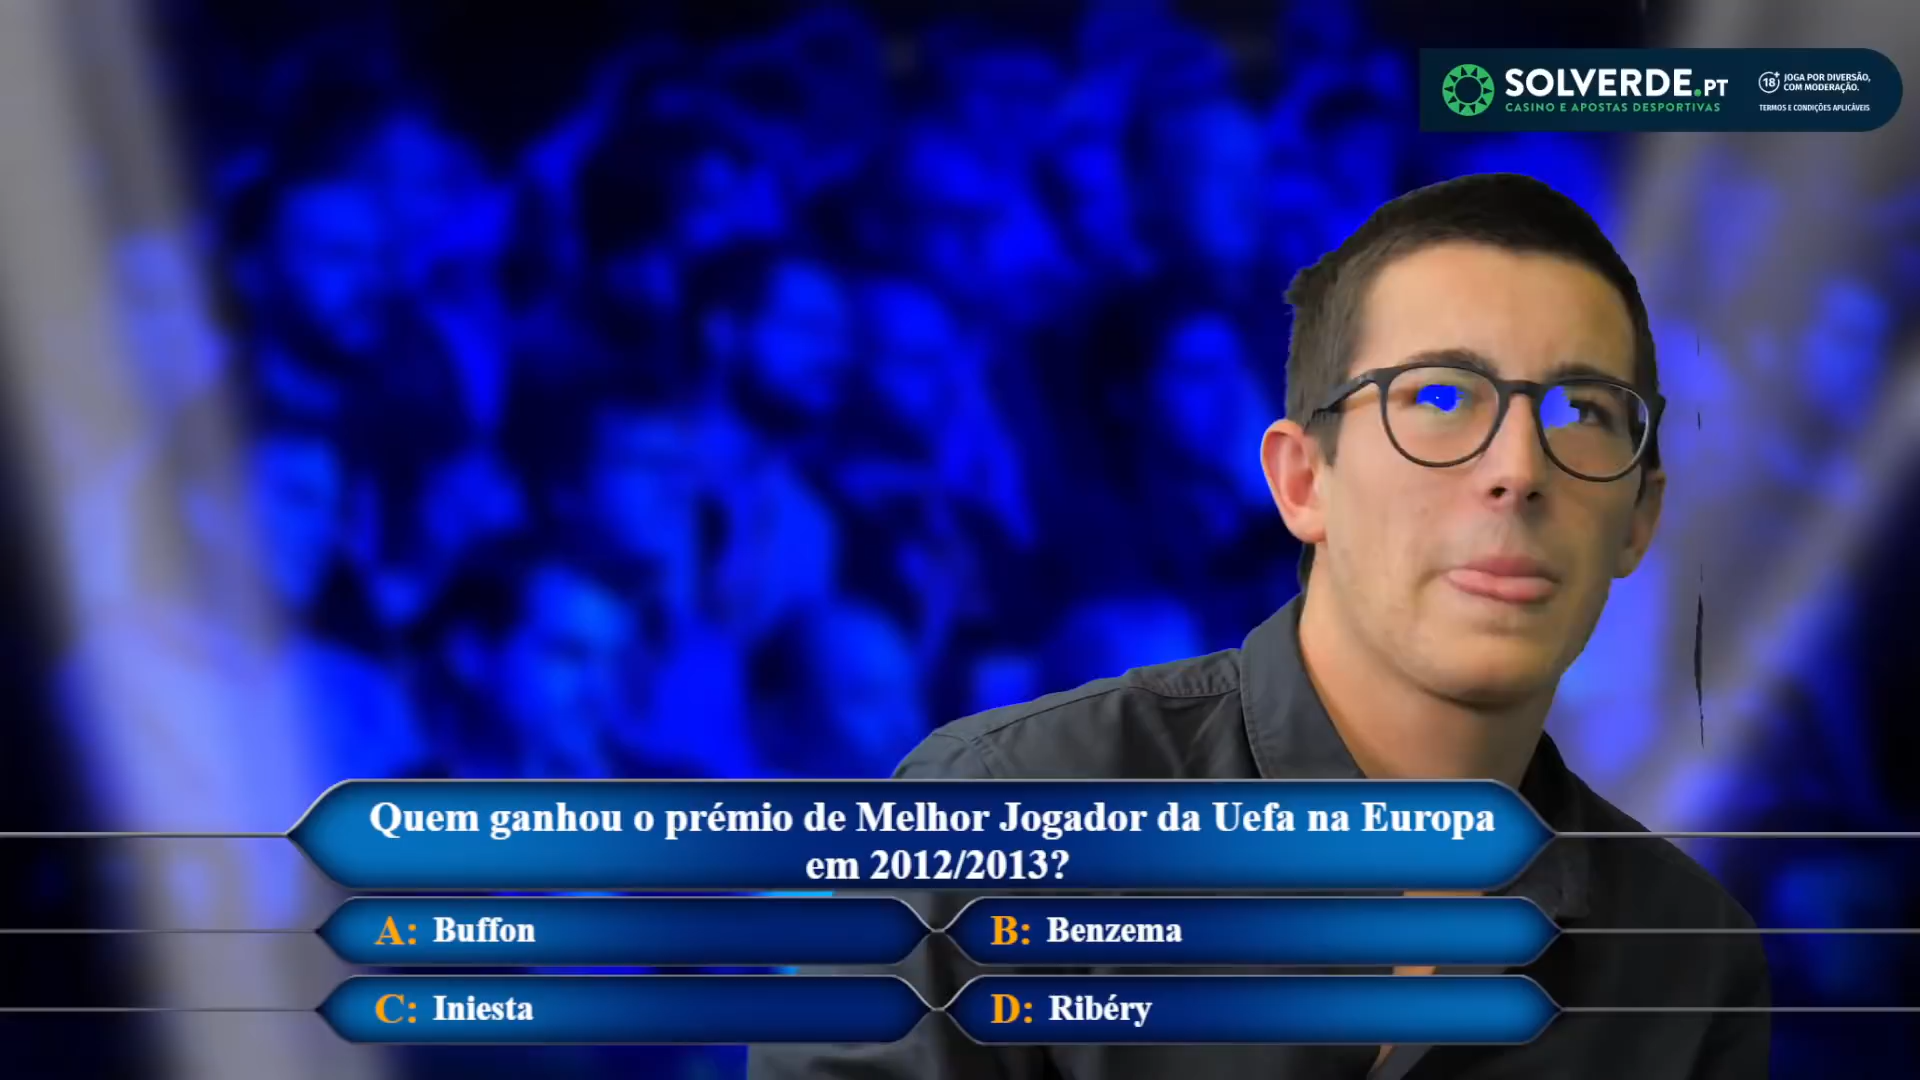 SOLVERDE.PT
CASINO E APOSTAS DESPORTIVAS
18+ JOGA POR DIVERSÃO,
COM MODERAÇÃO.
TERMOS E CONDIÇÕES APLICÁVEIS
Quem ganhou o prémio de Melhor Jogador da Uefa na Europa
em 2012/2013?
A: Buffon
B: Benzema
C: Iniesta
D: Ribéry